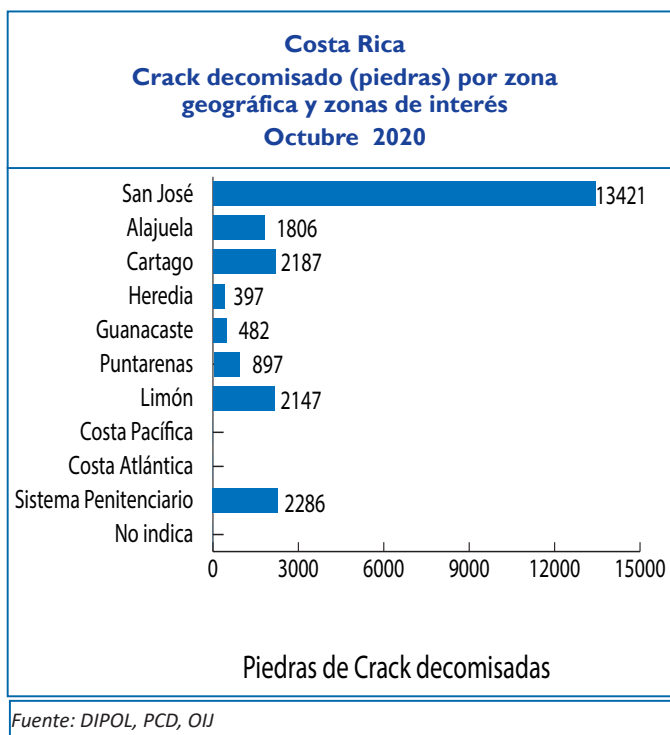 Costa Rica
Crack decomisado (piedras) por zona
geográfica y zonas de interés
Octubre 2020
San José 13421
Alajuela 1806
Cartago 2187
Heredia 397
Guanacaste 482
Puntarenas 897
Limón 2147
Costa Pacífica
Costa Atlántica
Sistema Penitenciario 2286
No indica
0 3000 6000 9000 12000 15000
Piedras de Crack decomisadas
Fuente: DIPOL, PCD, OIJ